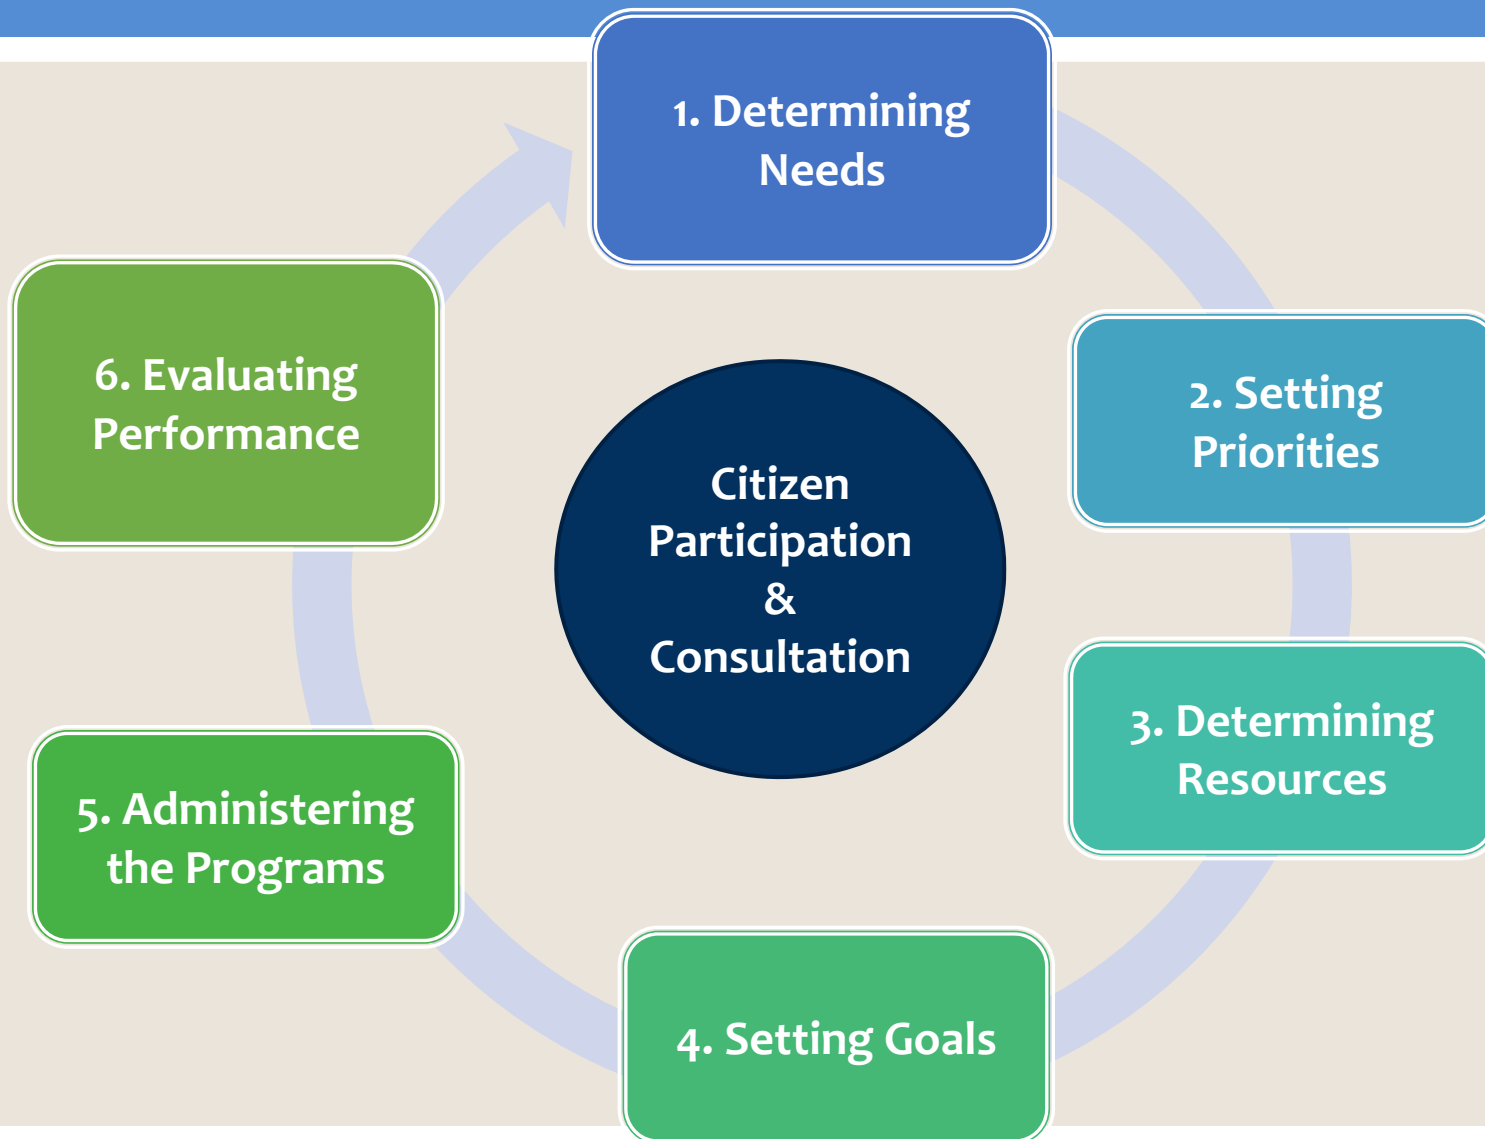 1. Determining
Needs
2. Setting
Priorities
3. Determining
Resources
4. Setting Goals
5. Administering
the Programs
6. Evaluating
Performance
Citizen
Participation
&
Consultation